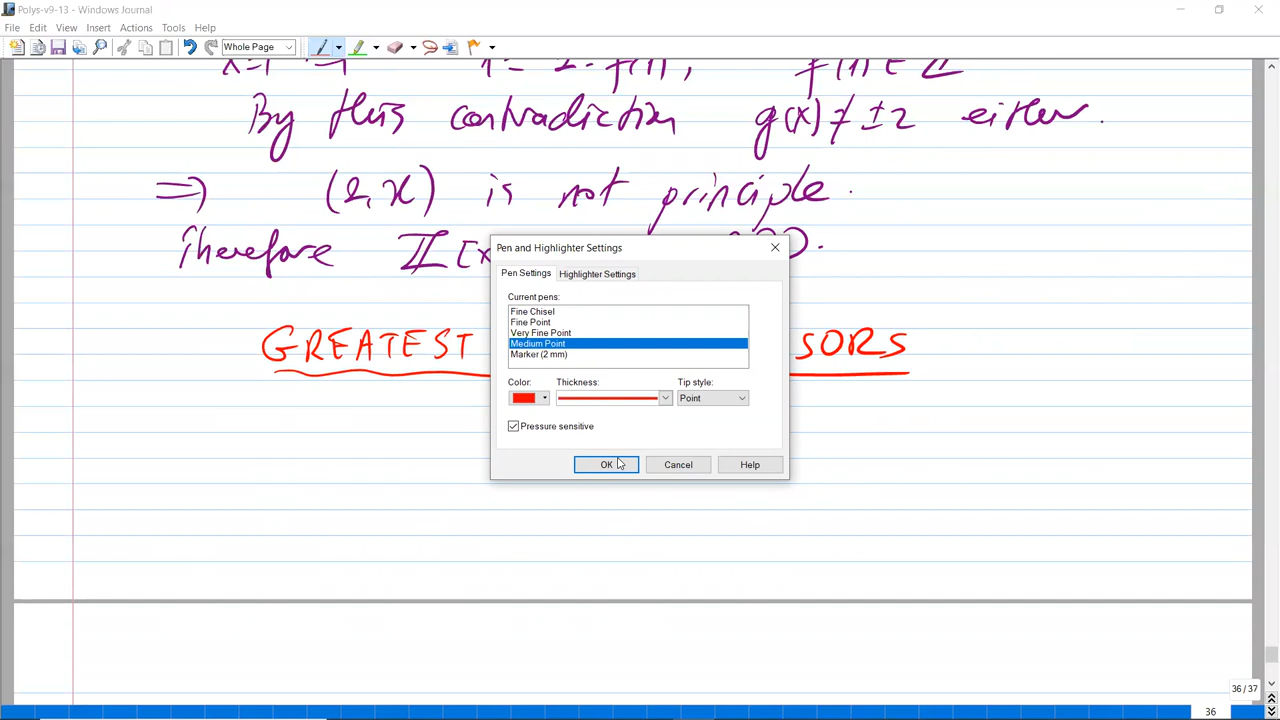 Polys-v9-13 - Windows Journal
File Edit View Insert Actions Tools Help
Whole Page
By this contradiction g(x) ≠ ±2 either.
⇒ (2,x) is not principle.
Therefore ℤ[x
GREATEST SORS
Pen and Highlighter Settings
Pen Settings Highlighter Settings
Current pens:
Fine Chisel
Fine Point
Very Fine Point
Medium Point
Marker (2 mm)
Color: Thickness: Tip style:
Point
Pressure sensitive
OK Cancel Help
36 / 37
36